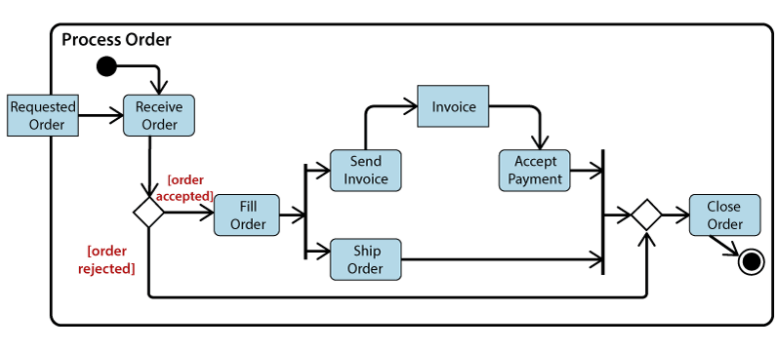 Process Order
Requested
Order
Receive
Order
[order
accepted]
[order
rejected]
Fill
Order
Send
Invoice
Invoice
Accept
Payment
Ship
Order
Close
Order